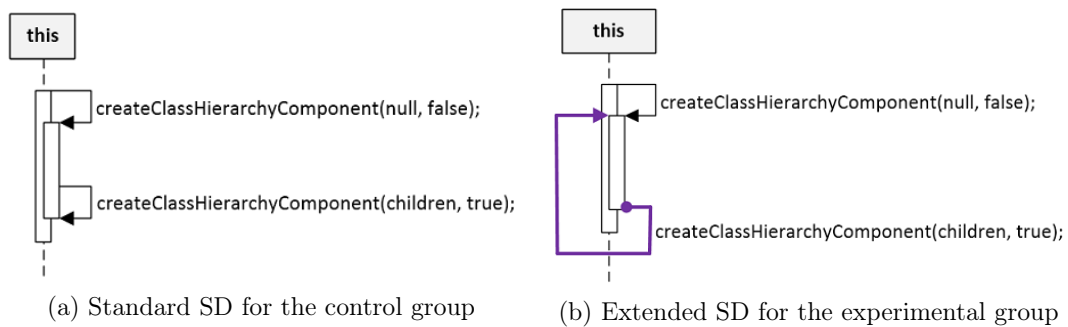 this
createClassHierarchyComponent(null, false);
createClassHierarchyComponent(children, true);
(a) Standard SD for the control group
this
createClassHierarchyComponent(null, false);
createClassHierarchyComponent(children, true);
(b) Extended SD for the experimental group